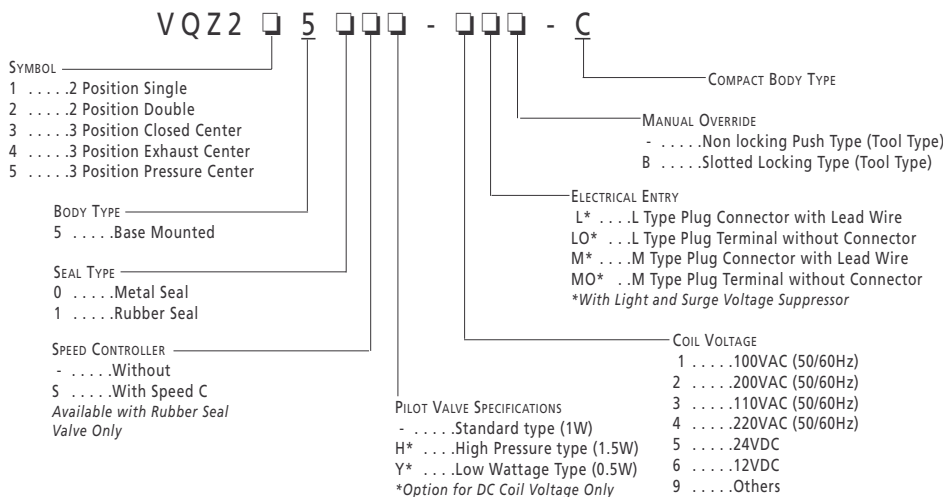 VQZ2 ❏ 5 ❏❏❏ - ❏❏❏ - C
SYMBOL
1 .....2 Position Single
2 .....2 Position Double
3 .....3 Position Closed Center
4 .....3 Position Exhaust Center
5 .....3 Position Pressure Center
BODY TYPE
5 .....Base Mounted
SEAL TYPE
0 .....Metal Seal
1 .....Rubber Seal
SPEED CONTROLLER
- .....Without
S .....With Speed C
Available with Rubber Seal
Valve Only
PILOT VALVE SPECIFICATIONS
- .....Standard type (1W)
H* ....High Pressure type (1.5W)
Y* ....Low Wattage Type (0.5W)
*Option for DC Coil Voltage Only
COIL VOLTAGE
1 .....100VAC (50/60Hz)
2 .....200VAC (50/60Hz)
3 .....110VAC (50/60Hz)
4 .....220VAC (50/60Hz)
5 .....24VDC
6 .....12VDC
9 .....Others
ELECTRICAL ENTRY
L* ....L Type Plug Connector with Lead Wire
LO* ...L Type Plug Terminal without Connector
M* ....M Type Plug Connector with Lead Wire
MO* ..M Type Plug Terminal without Connector
*With Light and Surge Voltage Suppressor
MANUAL OVERRIDE
- .....Non locking Push Type (Tool Type)
B .....Slotted Locking Type (Tool Type)
COMPACT BODY TYPE